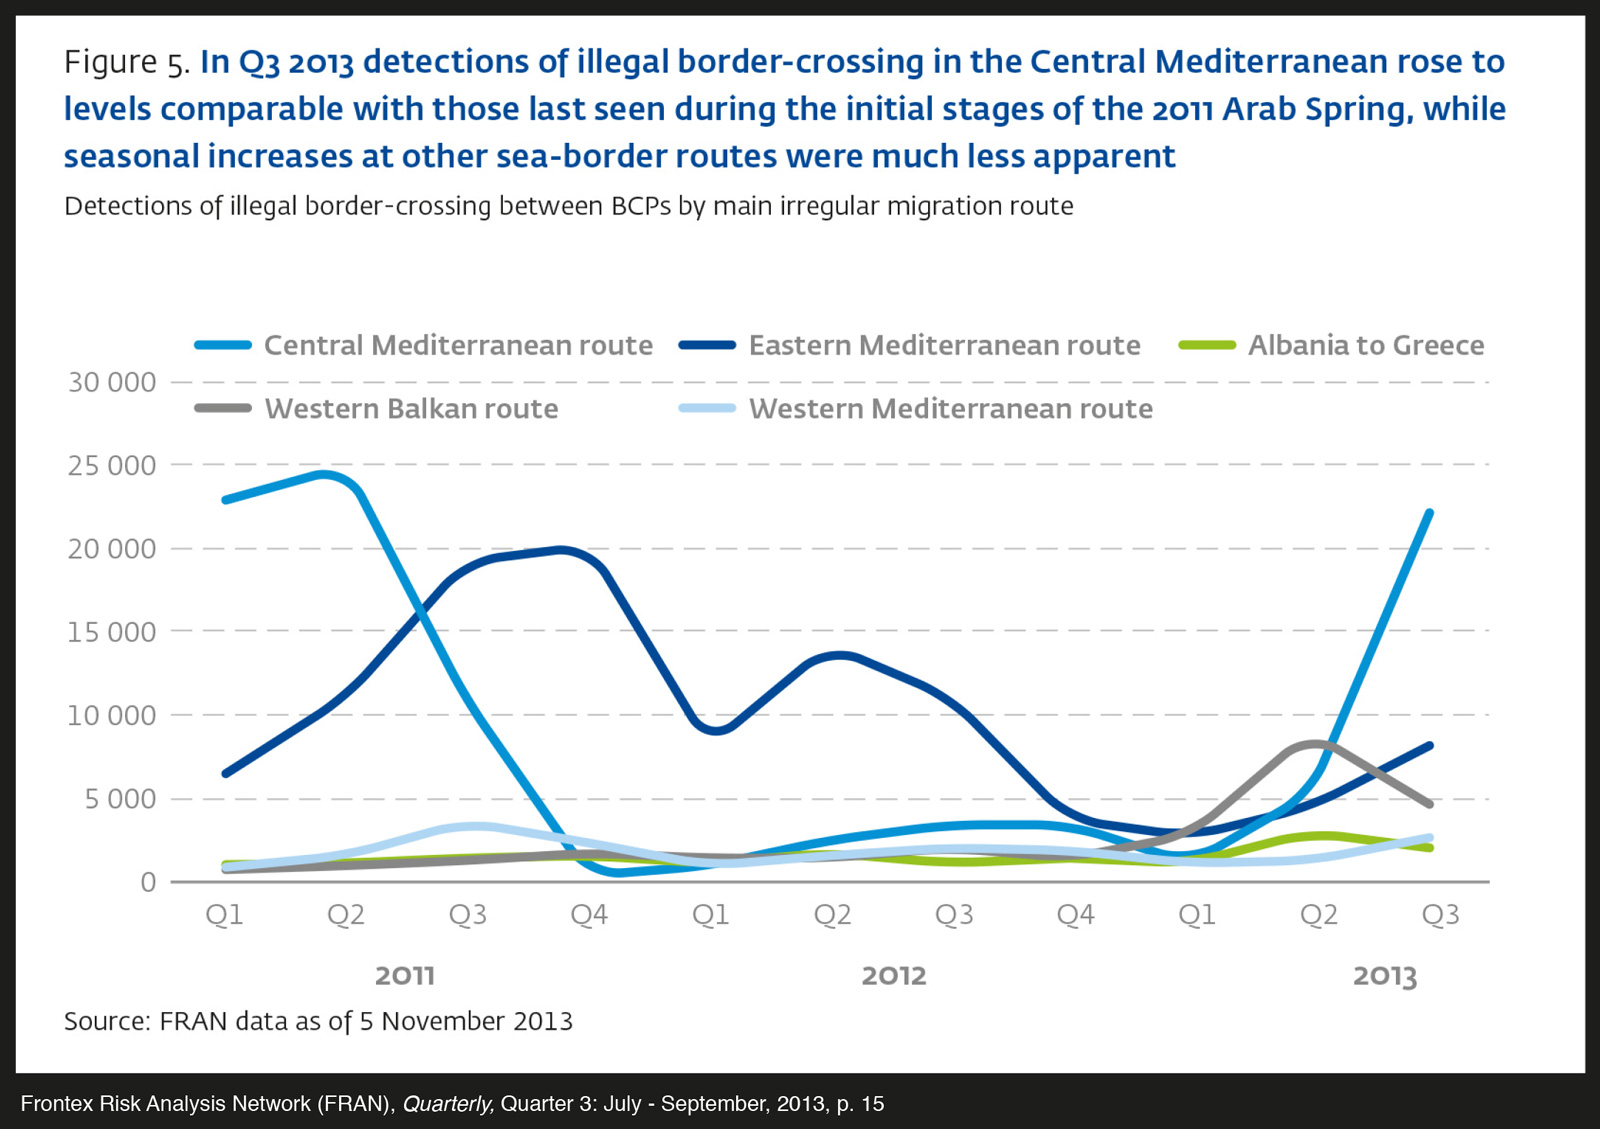 Figure 5. In Q3 2013 detections of illegal border-crossing in the Central Mediterranean rose to
levels comparable with those last seen during the initial stages of the 2011 Arab Spring, while
seasonal increases at other sea-border routes were much less apparent
Detections of illegal border-crossing between BCPs by main irregular migration route
Central Mediterranean route Eastern Mediterranean route Albania to Greece
30 000
Western Balkan route Western Mediterranean route
25 000
20 000
15 000
10 000
5 000
0
Q1 Q2 Q3 Q4 Q1 Q2 Q3 Q4 Q1 Q2 Q3
2011 2012 2013
Source: FRAN data as of 5 November 2013
Frontex Risk Analysis Network (FRAN), Quarterly, Quarter 3: July - September, 2013, p. 15